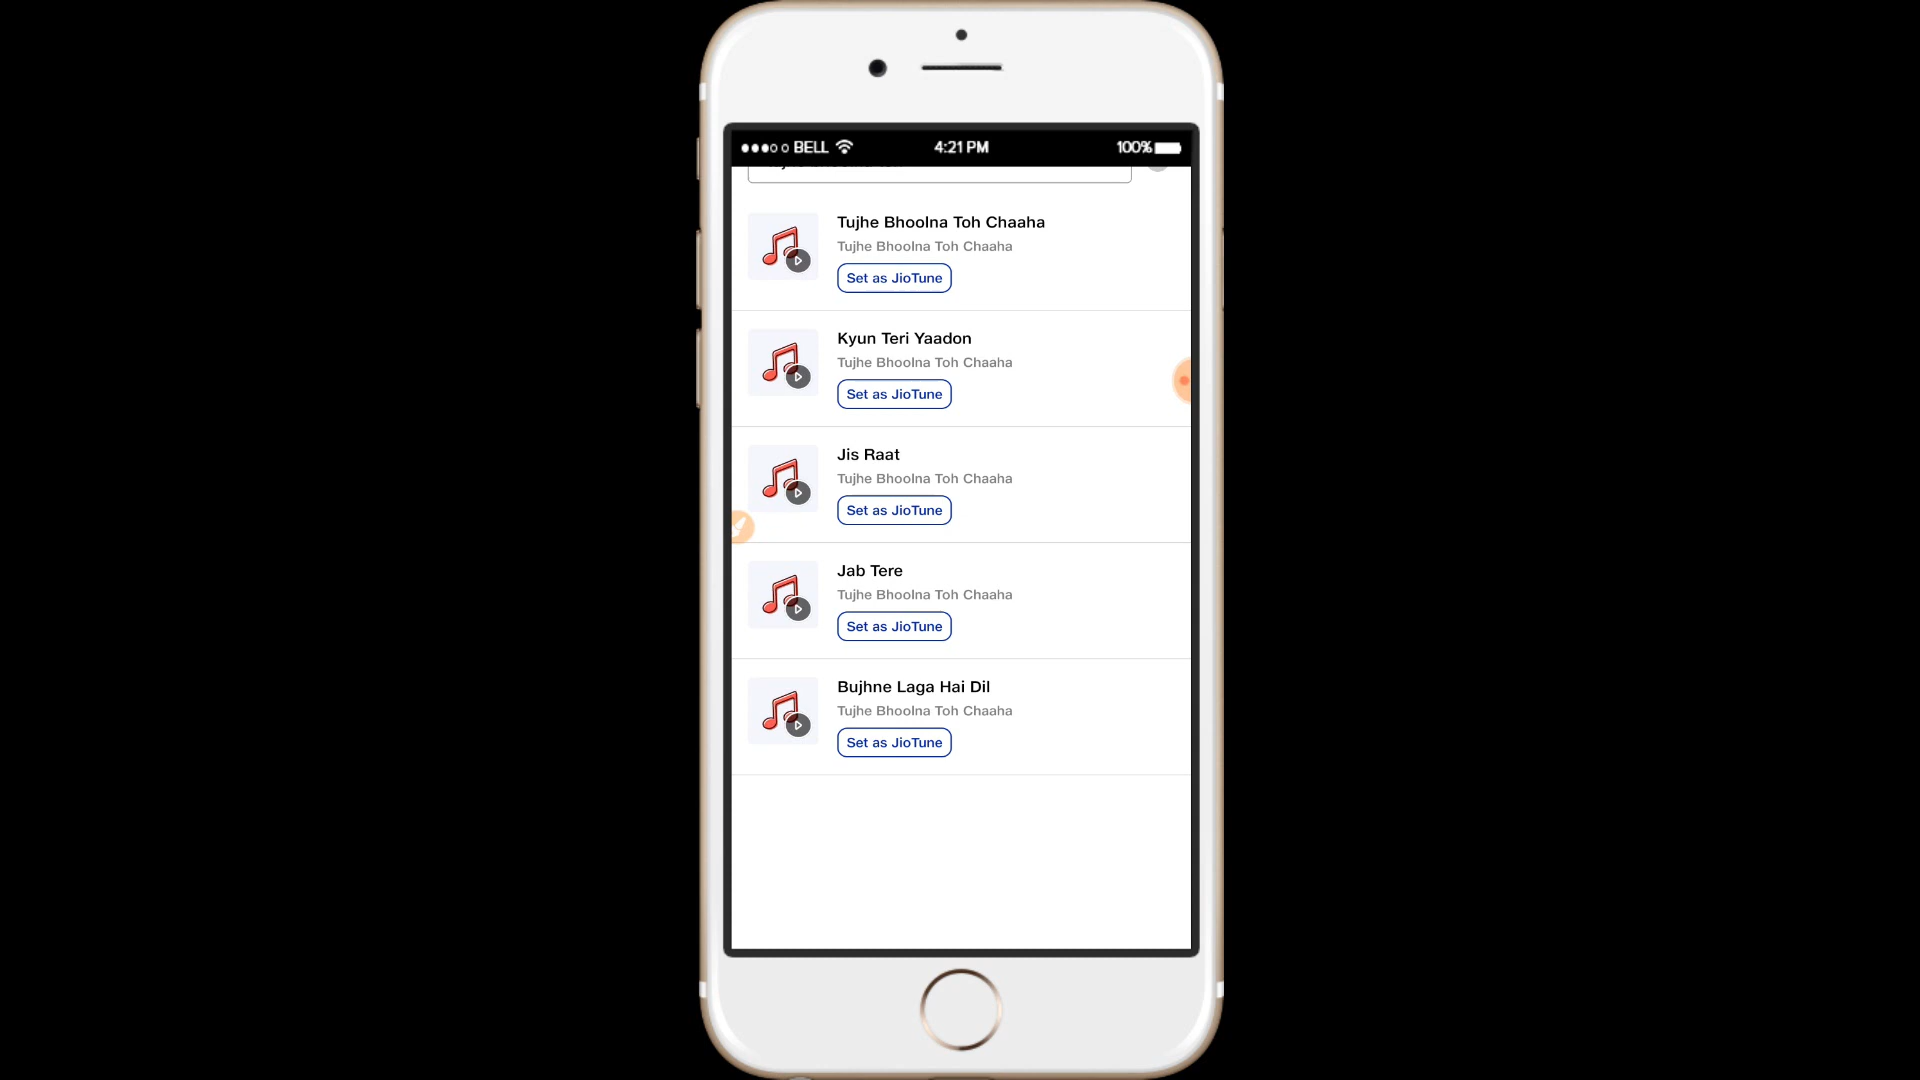 BELL 4:21 PM 100%
Tujhe Bhoolna Toh Chaaha
Tujhe Bhoolna Toh Chaaha
Set as JioTune
Kyun Teri Yaadon
Tujhe Bhoolna Toh Chaaha
Set as JioTune
Jis Raat
Tujhe Bhoolna Toh Chaaha
Set as JioTune
Jab Tere
Tujhe Bhoolna Toh Chaaha
Set as JioTune
Bujhne Laga Hai Dil
Tujhe Bhoolna Toh Chaaha
Set as JioTune